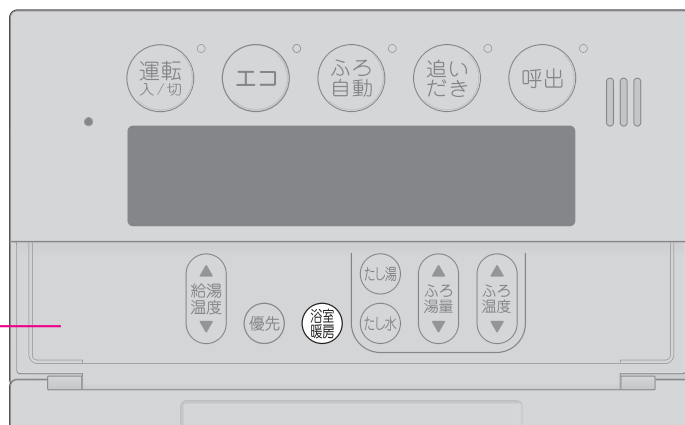 運転
入/切
エコ
ふろ
自動
追い
だき
呼出
給湯
温度
優先
浴室
暖房
たし湯
たし水
ふろ
湯量
ふろ
温度